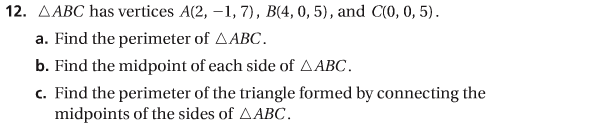 12. △ABC has vertices A(2, −1, 7), B(4, 0, 5), and C(0, 0, 5).
a. Find the perimeter of △ABC.
b. Find the midpoint of each side of △ABC.
c. Find the perimeter of the triangle formed by connecting the
midpoints of the sides of △ABC.